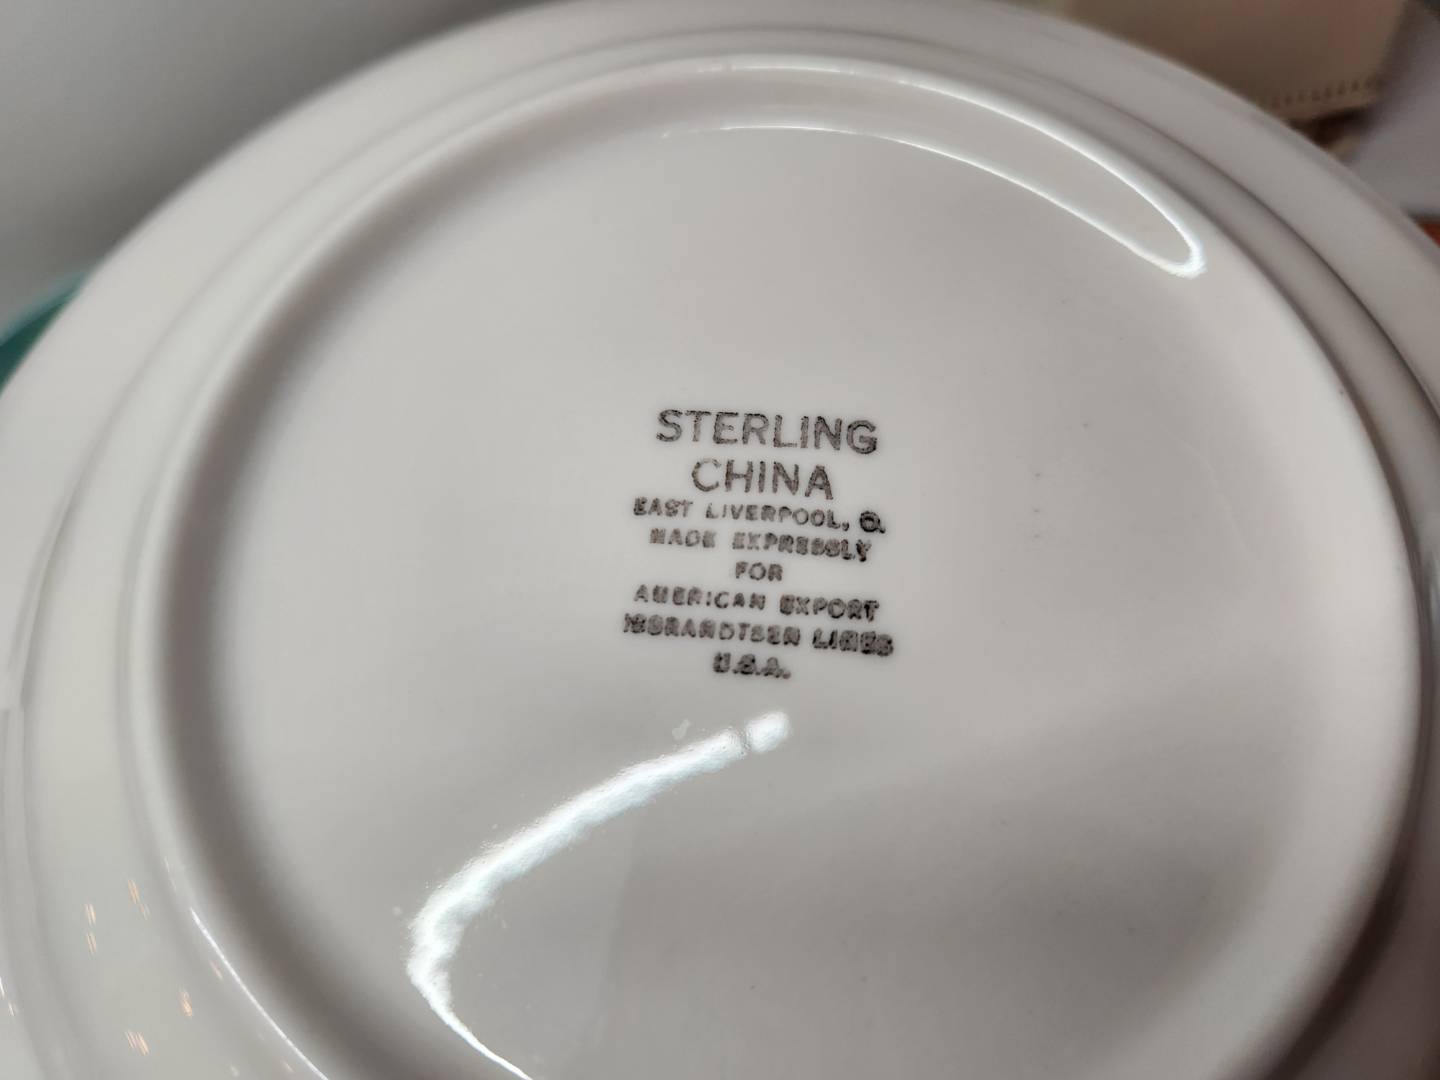 STERLING
CHINA
EAST LIVERPOOL, O.
MADE EXPRESSLY
FOR
AMERICAN EXPORT
ISBRANDTSEN LINES
U.S.A.